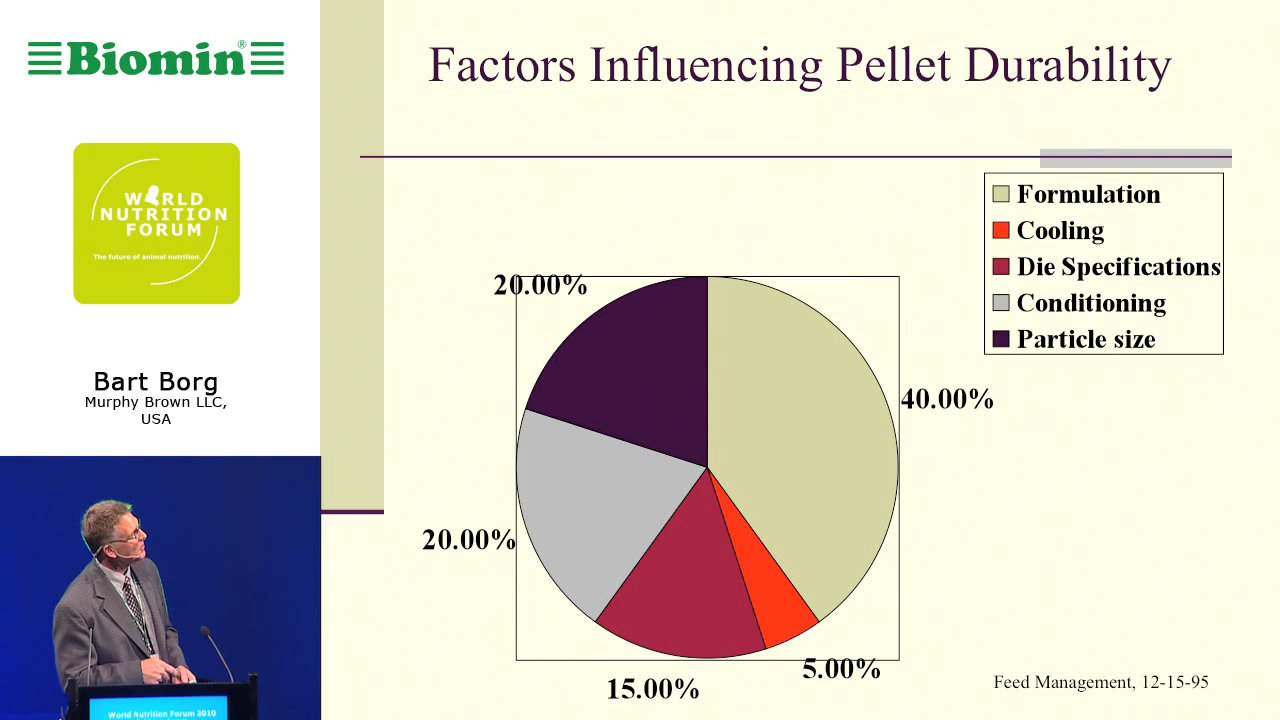 Biomin®
WORLD
NUTRITION
FORUM
The future of animal nutrition.
Bart Borg
Murphy Brown LLC,
USA
World Nutrition Forum 2010
Factors Influencing Pellet Durability
Formulation
Cooling
Die Specifications
Conditioning
Particle size
20.00%
40.00%
20.00%
5.00%
15.00%
Feed Management, 12-15-95